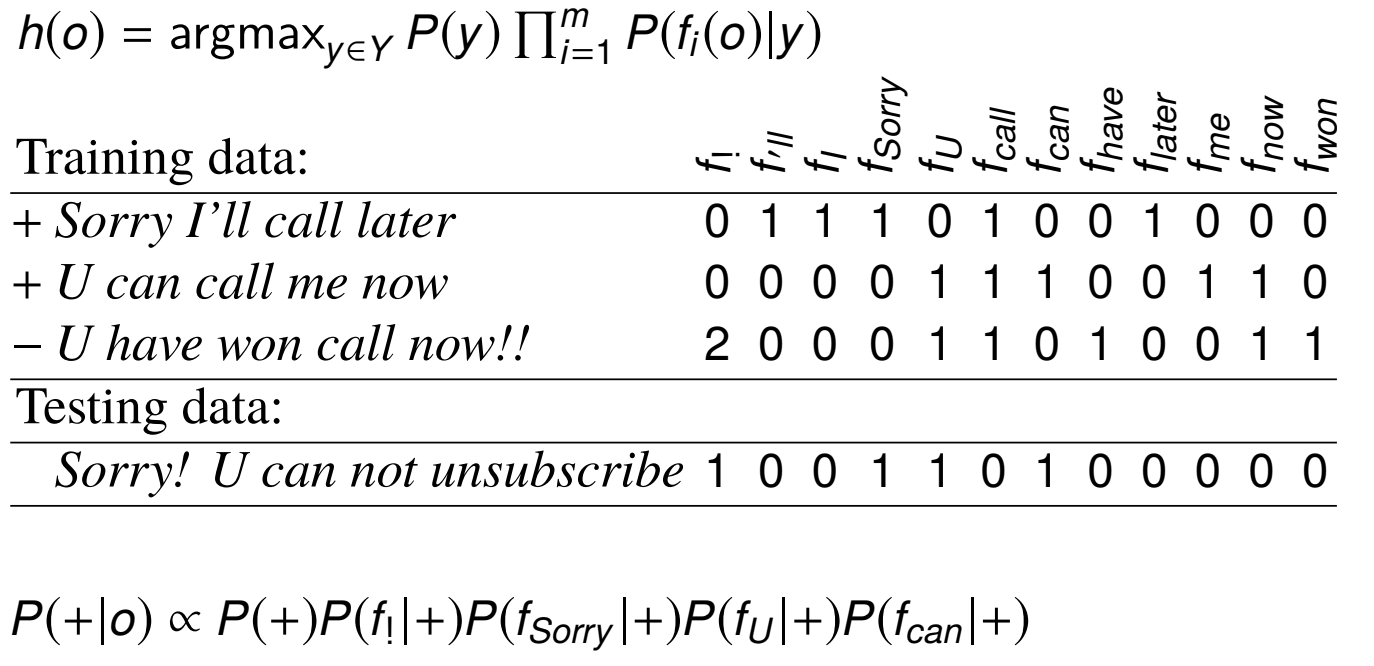 h(o) = argmax_{y∈Y} P(y) ∏_{i=1}^{m} P(f_i(o)|y)
Training data: f_! f_'ll f_I f_Sorry f_U f_call f_can f_have f_later f_me f_now f_won
+ Sorry I'll call later 0 1 1 1 0 1 0 0 1 0 0 0
+ U can call me now 0 0 0 0 1 1 1 0 0 1 1 0
− U have won call now!! 2 0 0 0 1 1 0 1 0 0 1 1
Testing data:
Sorry! U can not unsubscribe 1 0 0 1 1 0 1 0 0 0 0 0
P(+|o) ∝ P(+)P(f_!|+)P(f_Sorry|+)P(f_U|+)P(f_can|+)